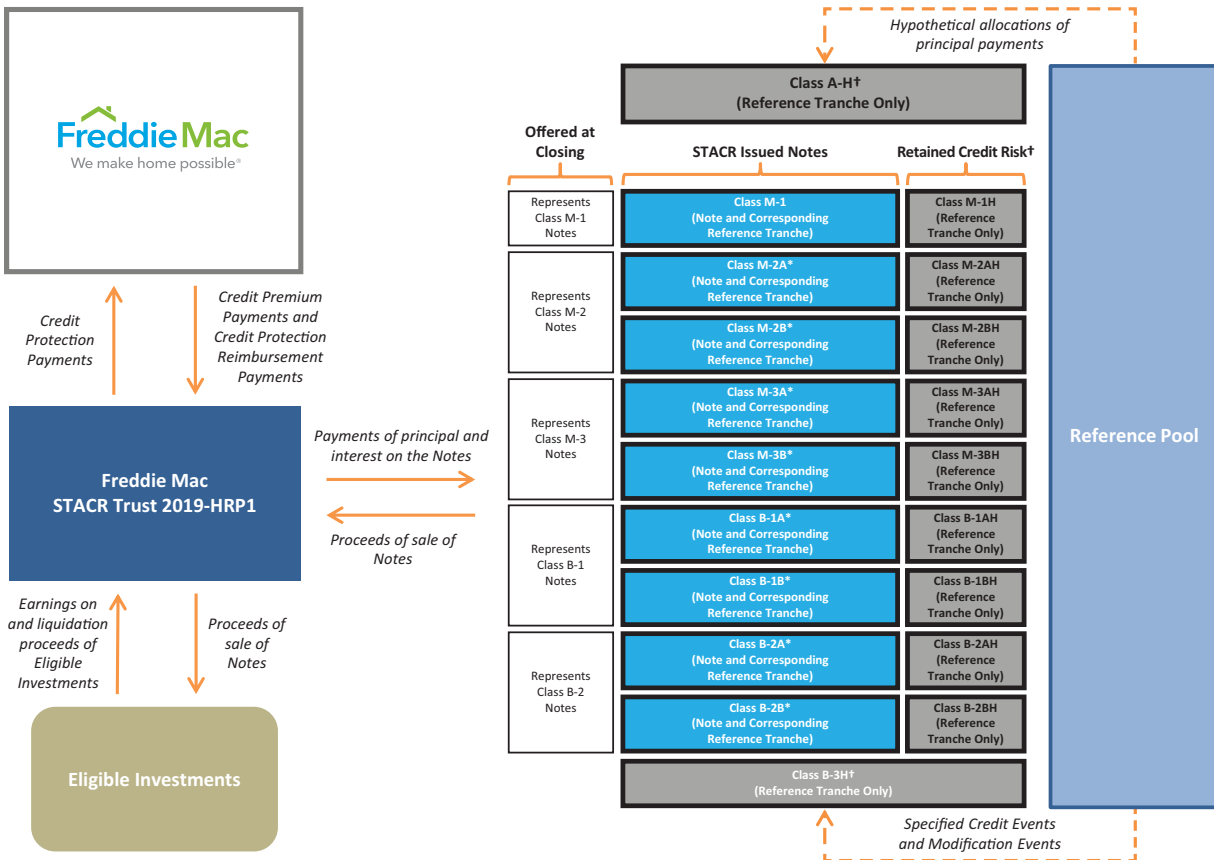 Freddie Mac
We make home possible®
Credit
Protection
Payments
Credit Premium
Payments and
Credit Protection
Reimbursement
Payments
Freddie Mac
STACR Trust 2019-HRP1
Payments of principal and
interest on the Notes
Proceeds of sale of
Notes
Earnings on
and liquidation
proceeds of
Eligible
Investments
Proceeds of
sale of
Notes
Eligible Investments
Hypothetical allocations of
principal payments
Class A-H†
(Reference Tranche Only)
Offered at
Closing
STACR Issued Notes
Retained Credit Risk†
Represents
Class M-1
Notes
Class M-1
(Note and Corresponding
Reference Tranche)
Class M-1H
(Reference
Tranche Only)
Represents
Class M-2
Notes
Class M-2A*
(Note and Corresponding
Reference Tranche)
Class M-2AH
(Reference
Tranche Only)
Class M-2B*
(Note and Corresponding
Reference Tranche)
Class M-2BH
(Reference
Tranche Only)
Represents
Class M-3
Notes
Class M-3A*
(Note and Corresponding
Reference Tranche)
Class M-3AH
(Reference
Tranche Only)
Class M-3B*
(Note and Corresponding
Reference Tranche)
Class M-3BH
(Reference
Tranche Only)
Represents
Class B-1
Notes
Class B-1A*
(Note and Corresponding
Reference Tranche)
Class B-1AH
(Reference
Tranche Only)
Class B-1B*
(Note and Corresponding
Reference Tranche)
Class B-1BH
(Reference
Tranche Only)
Represents
Class B-2
Notes
Class B-2A*
(Note and Corresponding
Reference Tranche)
Class B-2AH
(Reference
Tranche Only)
Class B-2B*
(Note and Corresponding
Reference Tranche)
Class B-2BH
(Reference
Tranche Only)
Class B-3H†
(Reference Tranche Only)
Reference Pool
Specified Credit Events
and Modification Events